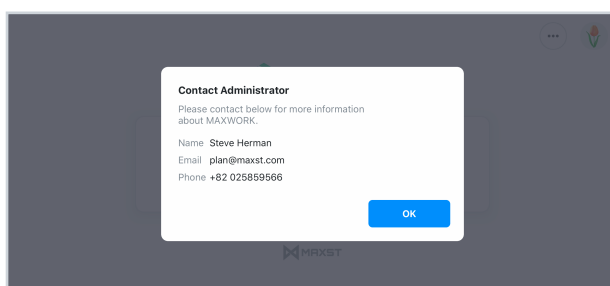 Contact Administrator
Please contact below for more information
about MAXWORK.
Name Steve Herman
Email plan@maxst.com
Phone +82 025859566
OK
MAXST